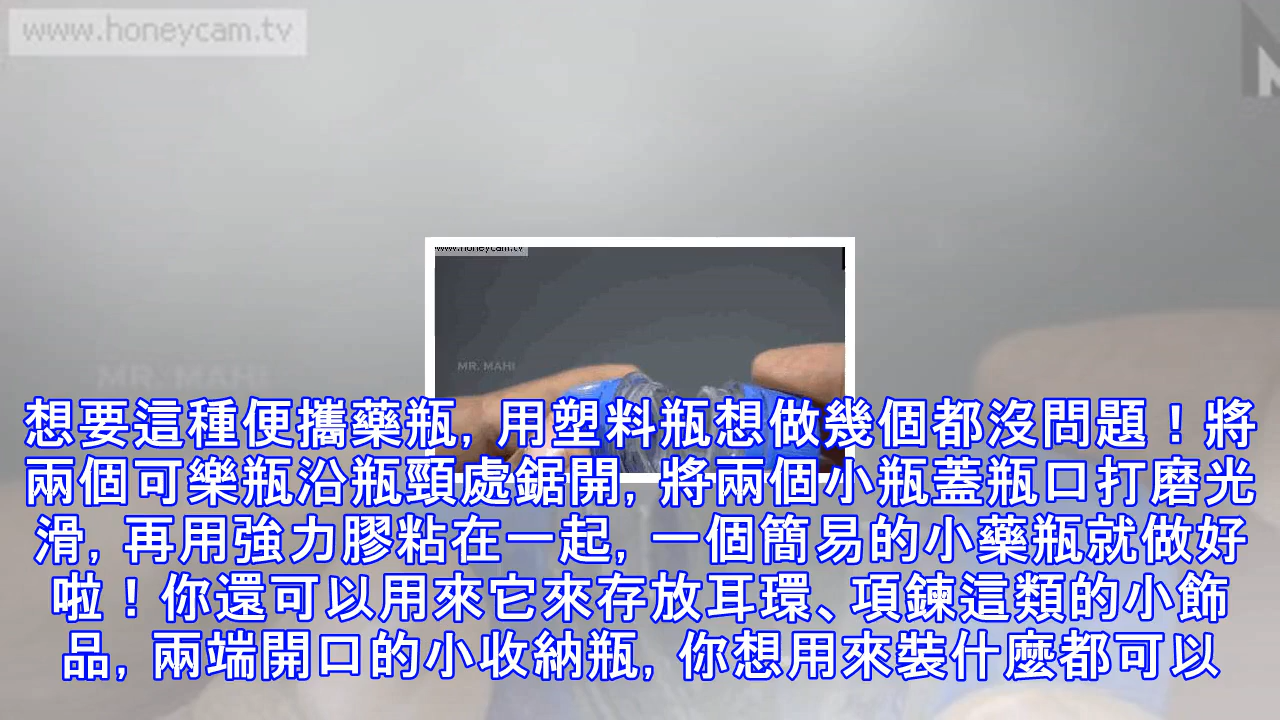 www.honeycam.tv
www.honeycam.tv
MR. MAHI
MR. MAHI
想要這種便攜藥瓶, 用塑料瓶想做幾個都沒問題！將
兩個可樂瓶沿瓶頸處鋸開, 將兩個小瓶蓋瓶口打磨光
滑, 再用強力膠粘在一起, 一個簡易的小藥瓶就做好
啦！你還可以用來它來存放耳環、項鍊這類的小飾
品, 兩端開口的小收納瓶, 你想用來裝什麼都可以